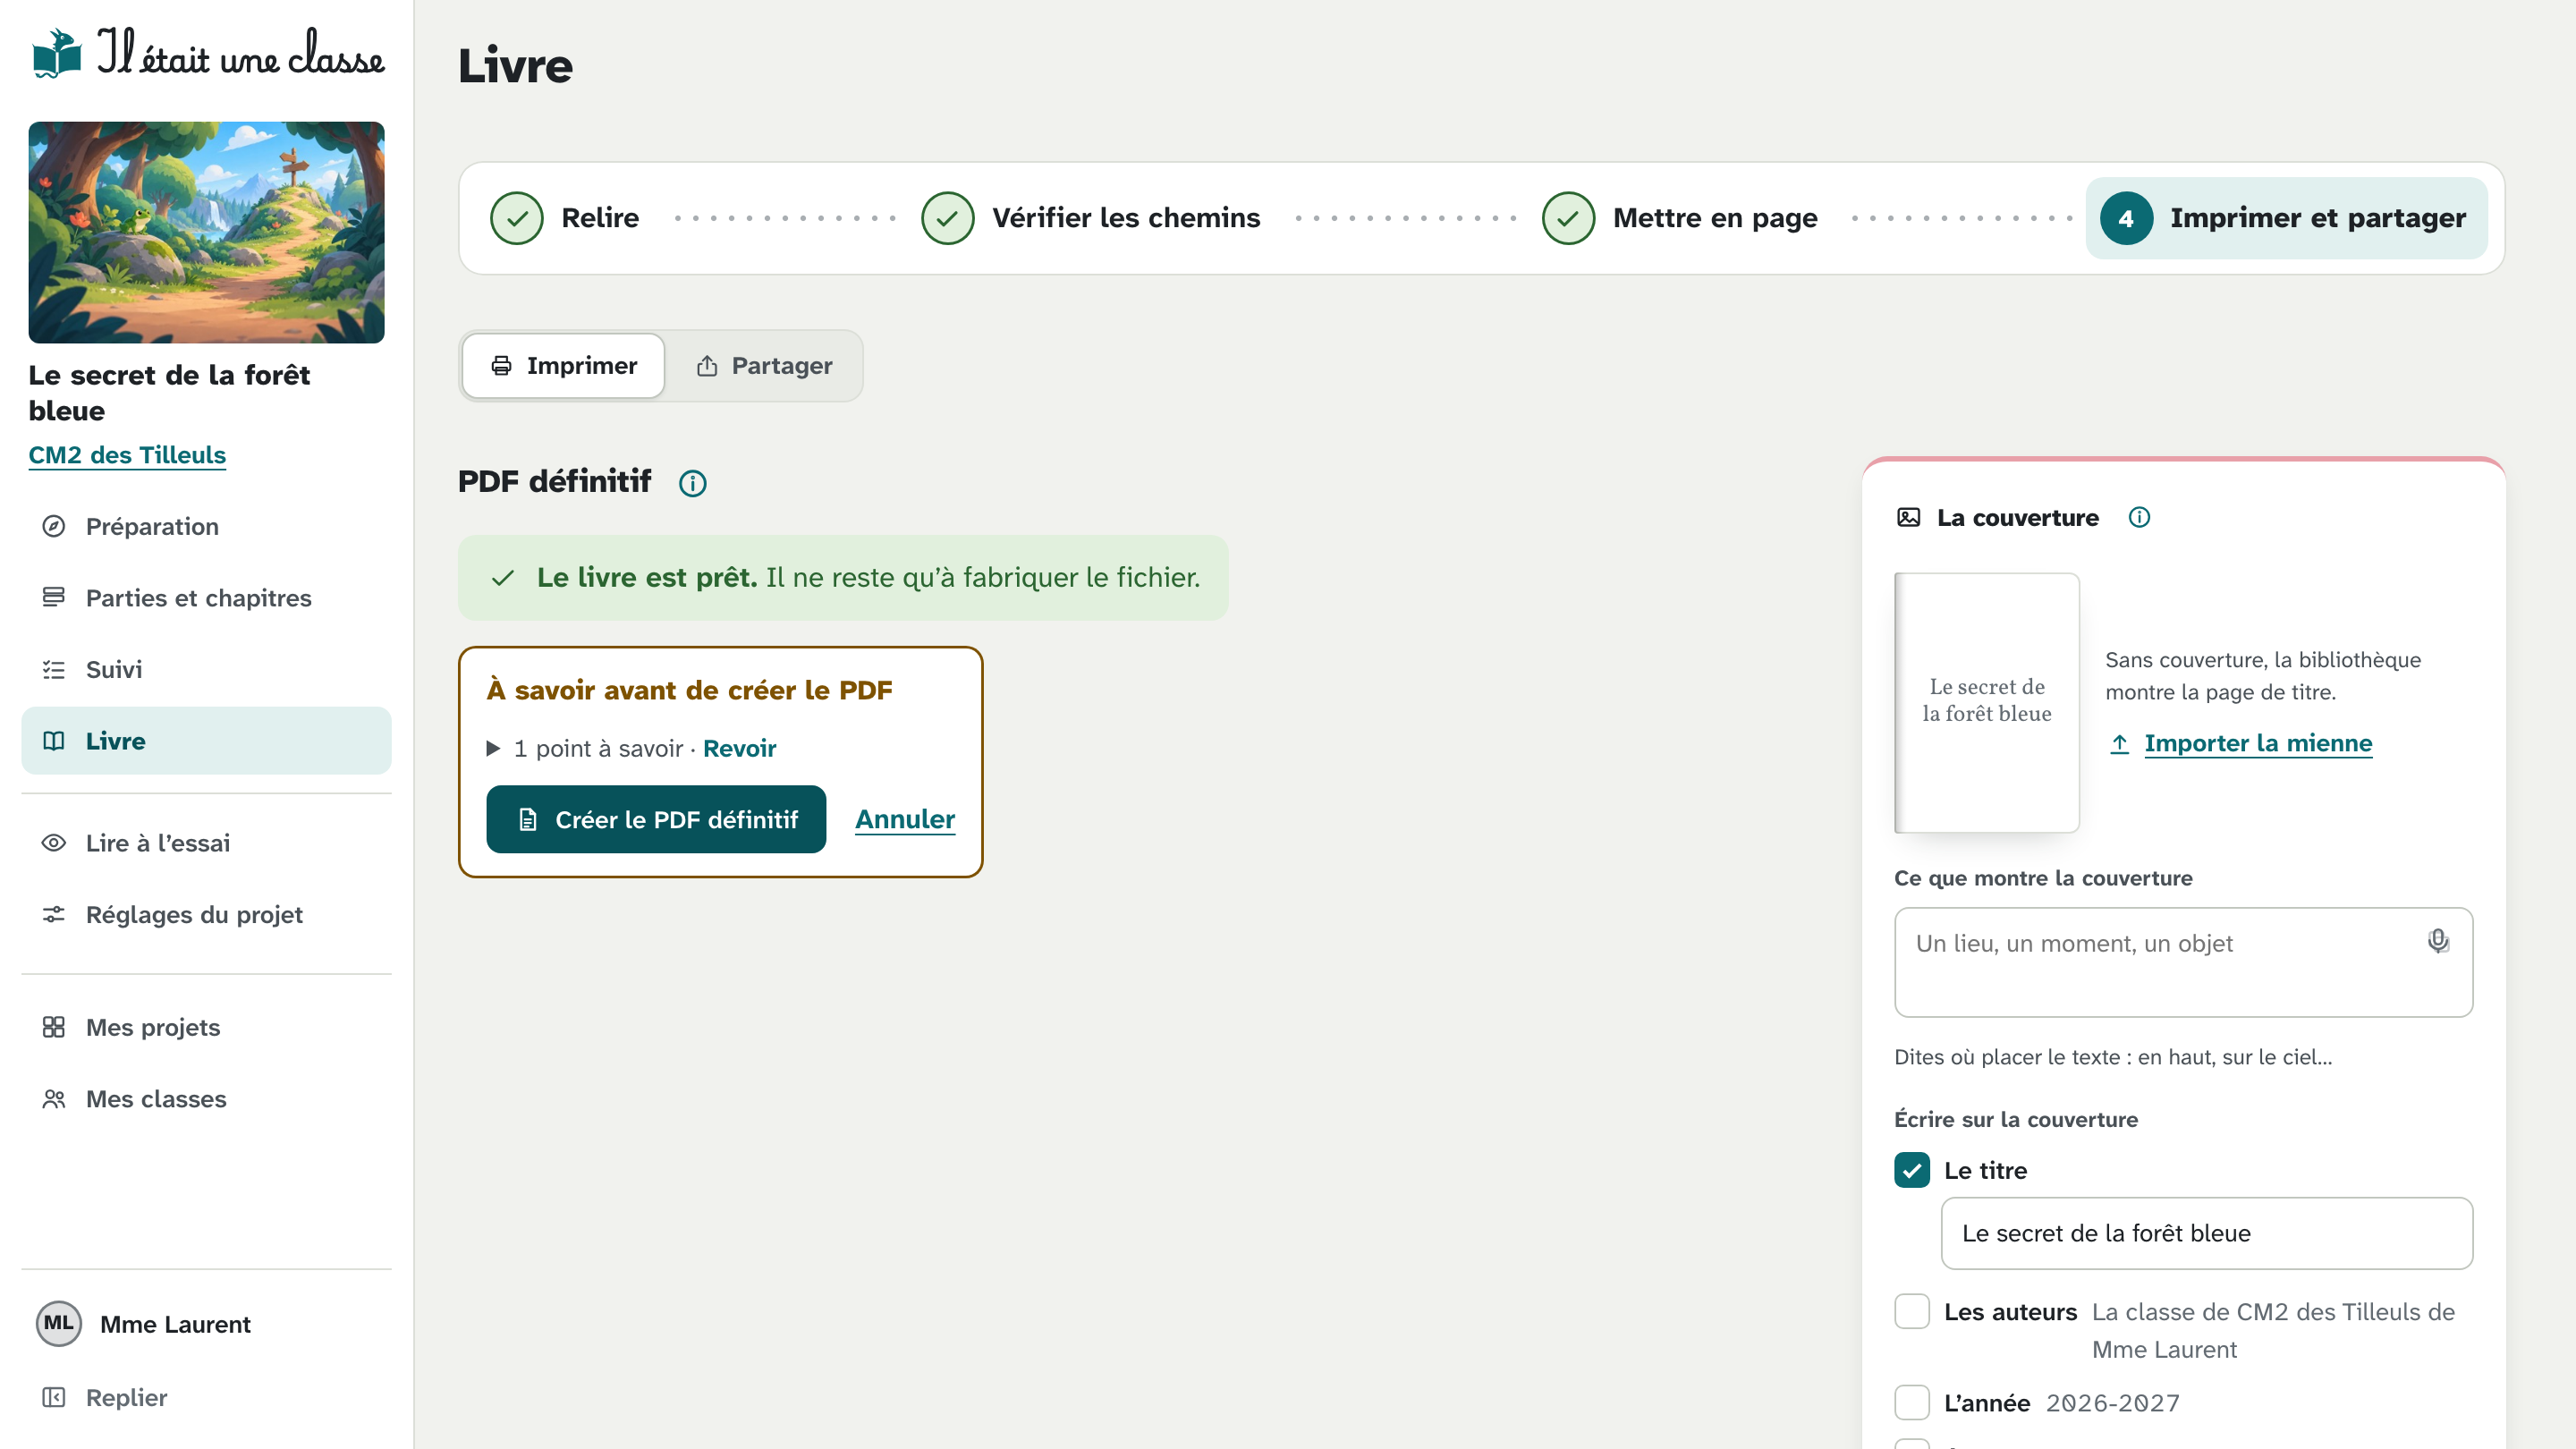 Il était une classe
Le secret de la forêt
bleue
CM2 des Tilleuls
Préparation
Parties et chapitres
Suivi
Livre
Lire à l’essai
Réglages du projet
Mes projets
Mes classes
ML Mme Laurent
Replier
Livre
Relire
Vérifier les chemins
Mettre en page
4 Imprimer et partager
Imprimer
Partager
PDF définitif
Le livre est prêt. Il ne reste qu’à fabriquer le fichier.
À savoir avant de créer le PDF
1 point à savoir · Revoir
Créer le PDF définitif
Annuler
La couverture
Le secret de
la forêt bleue
Sans couverture, la bibliothèque
montre la page de titre.
Importer la mienne
Ce que montre la couverture
Un lieu, un moment, un objet
Dites où placer le texte : en haut, sur le ciel…
Écrire sur la couverture
Le titre
Le secret de la forêt bleue
Les auteurs La classe de CM2 des Tilleuls de
Mme Laurent
L’année 2026-2027